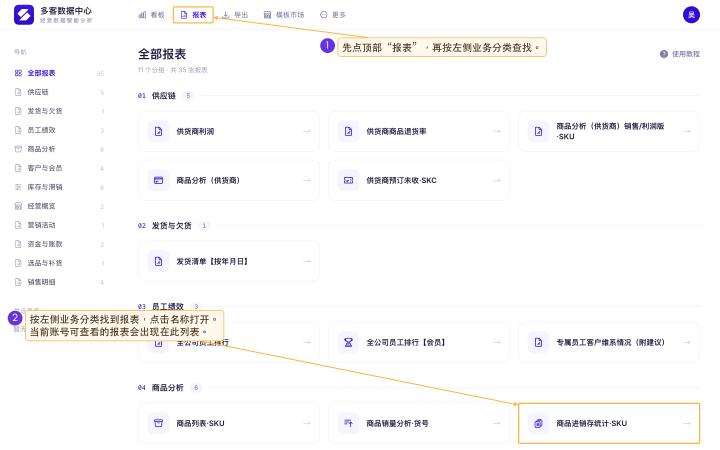 多客数据中心
经营数据智能分析
看板
报表
导出
模板市场
更多
吴
1 先点顶部“报表”，再按左侧业务分类查找。
导航
全部报表 35
供应链 5
发货与欠货 1
员工绩效 3
商品分析 6
客户与会员 4
库存与滞销 6
经营概览 2
营销活动 1
资金与账款 2
选品与补货 1
销售明细 4
全部报表
使用教程
11 个分组 · 共 35 张报表
01 供应链 5
供货商利润
供货商商品退货率
商品分析（供货商）销售/利润版
·SKU
商品分析（供货商）
供货商预订未收·SKC
02 发货与欠货 1
发货清单【按年月日】
03 员工绩效 3
2 按左侧业务分类找到报表，点击名称打开。
当前账号可查看的报表会出现在此列表。
全公司员工排行
全公司员工排行【会员】
专属员工客户维系情况（附建议）
04 商品分析 6
商品列表·SKU
商品销量分析·货号
商品进销存统计·SKU